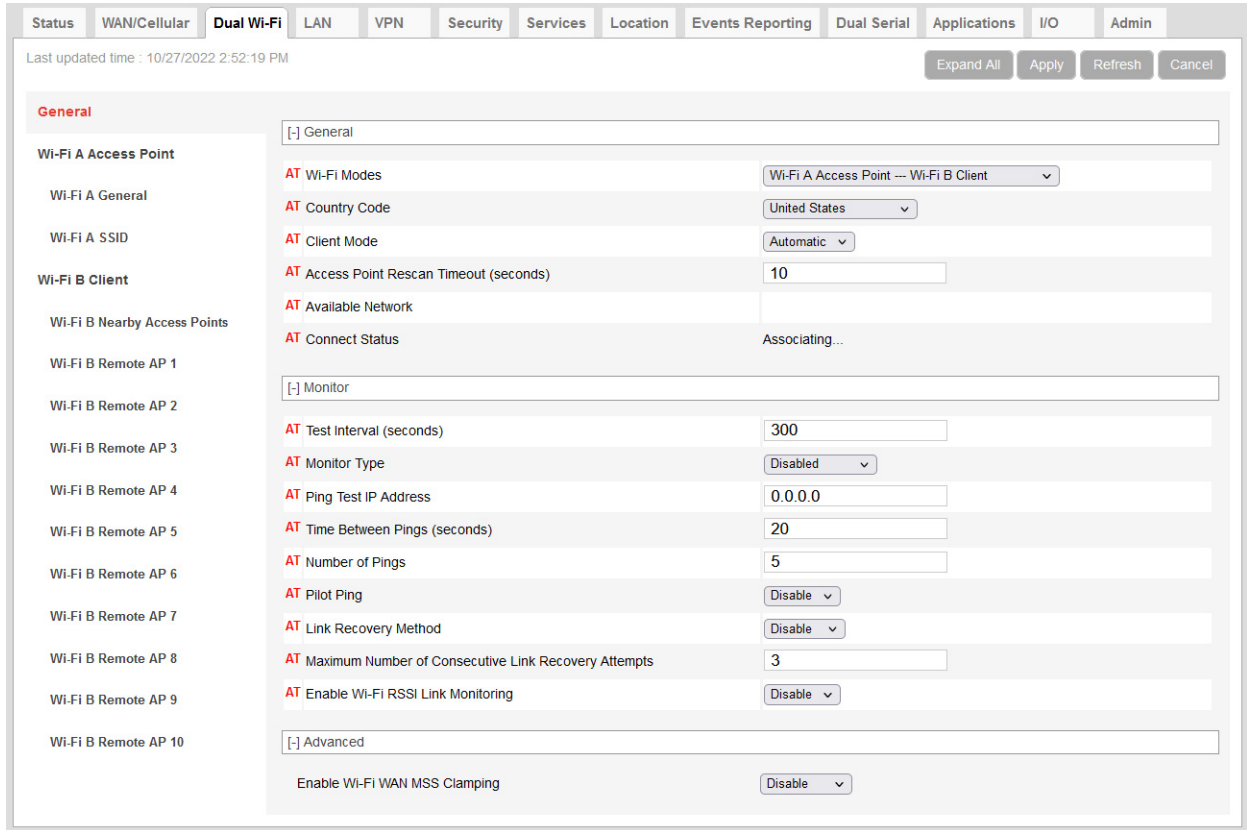 Status WAN/Cellular Dual Wi-Fi LAN VPN Security Services Location Events Reporting Dual Serial Applications I/O Admin
Last updated time : 10/27/2022 2:52:19 PM
Expand All Apply Refresh Cancel
General
Wi-Fi A Access Point
Wi-Fi A General
Wi-Fi A SSID
Wi-Fi B Client
Wi-Fi B Nearby Access Points
Wi-Fi B Remote AP 1
Wi-Fi B Remote AP 2
Wi-Fi B Remote AP 3
Wi-Fi B Remote AP 4
Wi-Fi B Remote AP 5
Wi-Fi B Remote AP 6
Wi-Fi B Remote AP 7
Wi-Fi B Remote AP 8
Wi-Fi B Remote AP 9
Wi-Fi B Remote AP 10
[-] General
AT Wi-Fi Modes Wi-Fi A Access Point --- Wi-Fi B Client
AT Country Code United States
AT Client Mode Automatic
AT Access Point Rescan Timeout (seconds) 10
AT Available Network
AT Connect Status Associating...
[-] Monitor
AT Test Interval (seconds) 300
AT Monitor Type Disabled
AT Ping Test IP Address 0.0.0.0
AT Time Between Pings (seconds) 20
AT Number of Pings 5
AT Pilot Ping Disable
AT Link Recovery Method Disable
AT Maximum Number of Consecutive Link Recovery Attempts 3
AT Enable Wi-Fi RSSI Link Monitoring Disable
[-] Advanced
Enable Wi-Fi WAN MSS Clamping Disable